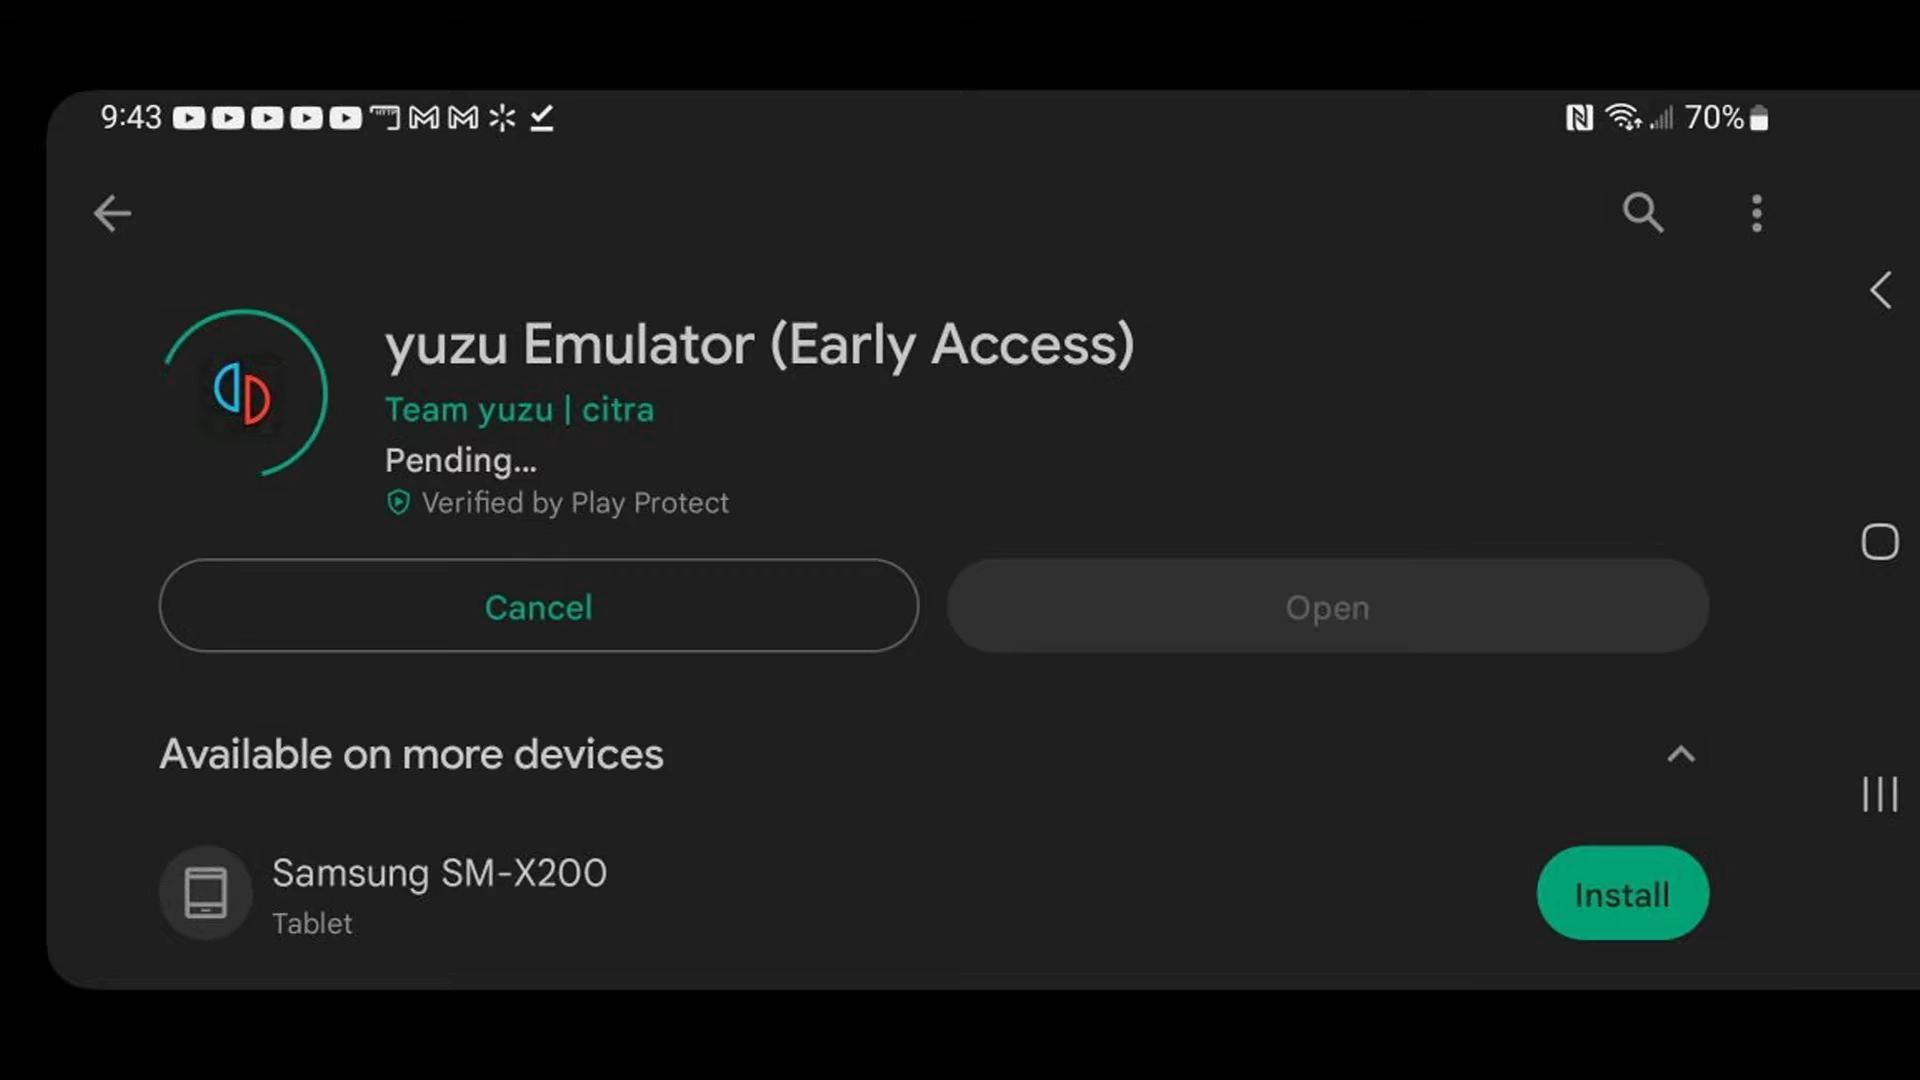 9:43
70%
yuzu Emulator (Early Access)
Team yuzu | citra
Pending...
Verified by Play Protect
Cancel
Open
Available on more devices
Samsung SM-X200
Tablet
Install